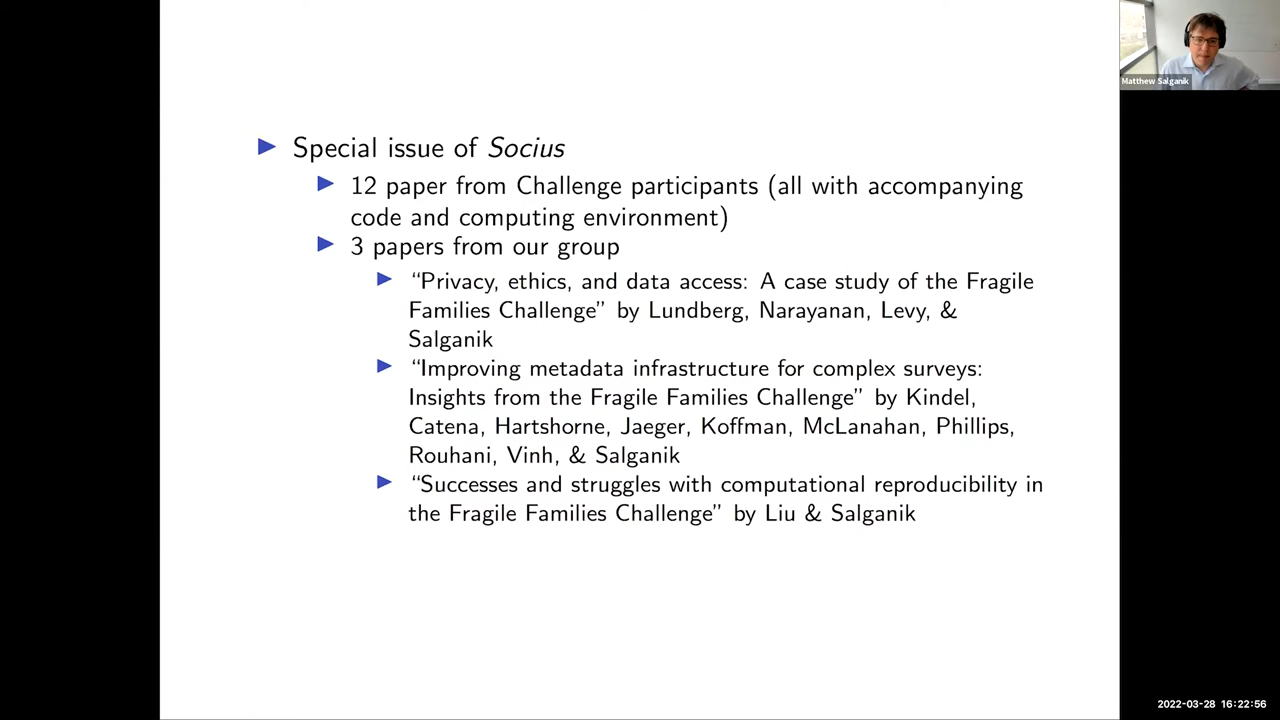 Matthew Salganik
Special issue of Socius
12 paper from Challenge participants (all with accompanying
code and computing environment)
3 papers from our group
“Privacy, ethics, and data access: A case study of the Fragile
Families Challenge” by Lundberg, Narayanan, Levy, &
Salganik
“Improving metadata infrastructure for complex surveys:
Insights from the Fragile Families Challenge” by Kindel,
Catena, Hartshorne, Jaeger, Koffman, McLanahan, Phillips,
Rouhani, Vinh, & Salganik
“Successes and struggles with computational reproducibility in
the Fragile Families Challenge” by Liu & Salganik
2022-03-28 16:22:56